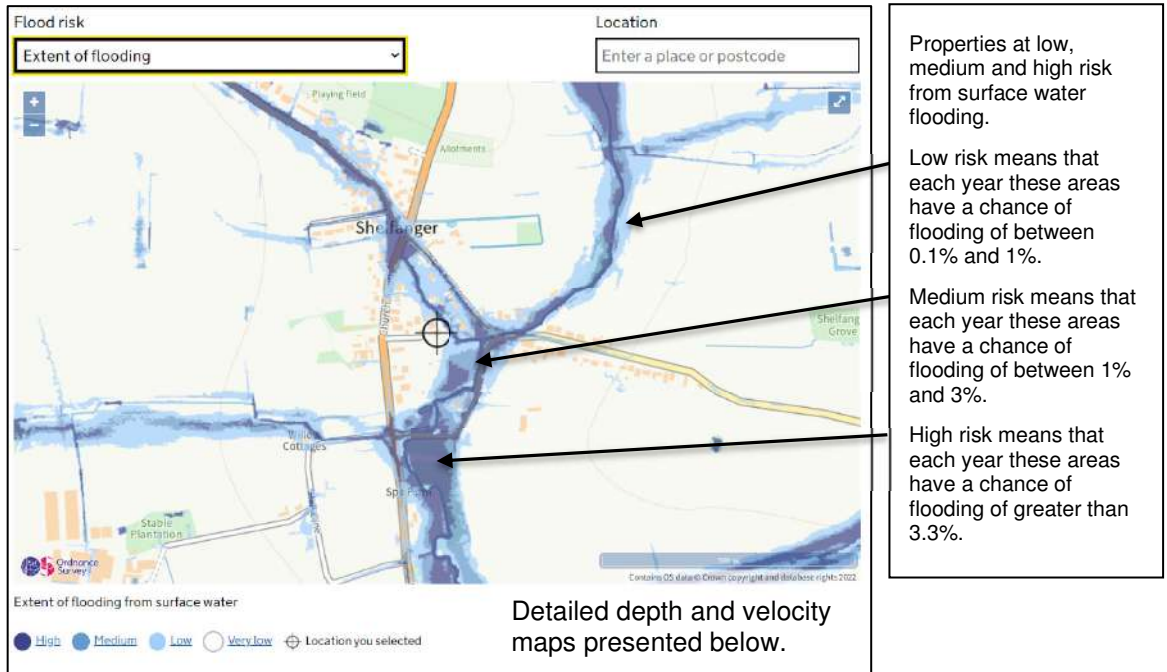 Flood risk
Location
Extent of flooding
Enter a place or postcode
+
−
Playing field
Allotments
Shelfanger
Church
Shelfang
Grove
Cottages
Stable
Plantation
Ordnance
Survey
Contains OS data © Crown copyright and database rights 2022
Extent of flooding from surface water
High Medium Low Very low Location you selected
Detailed depth and velocity
maps presented below.
Properties at low,
medium and high risk
from surface water
flooding.
Low risk means that
each year these areas
have a chance of
flooding of between
0.1% and 1%.
Medium risk means that
each year these areas
have a chance of
flooding of between 1%
and 3%.
High risk means that
each year these areas
have a chance of
flooding of greater than
3.3%.